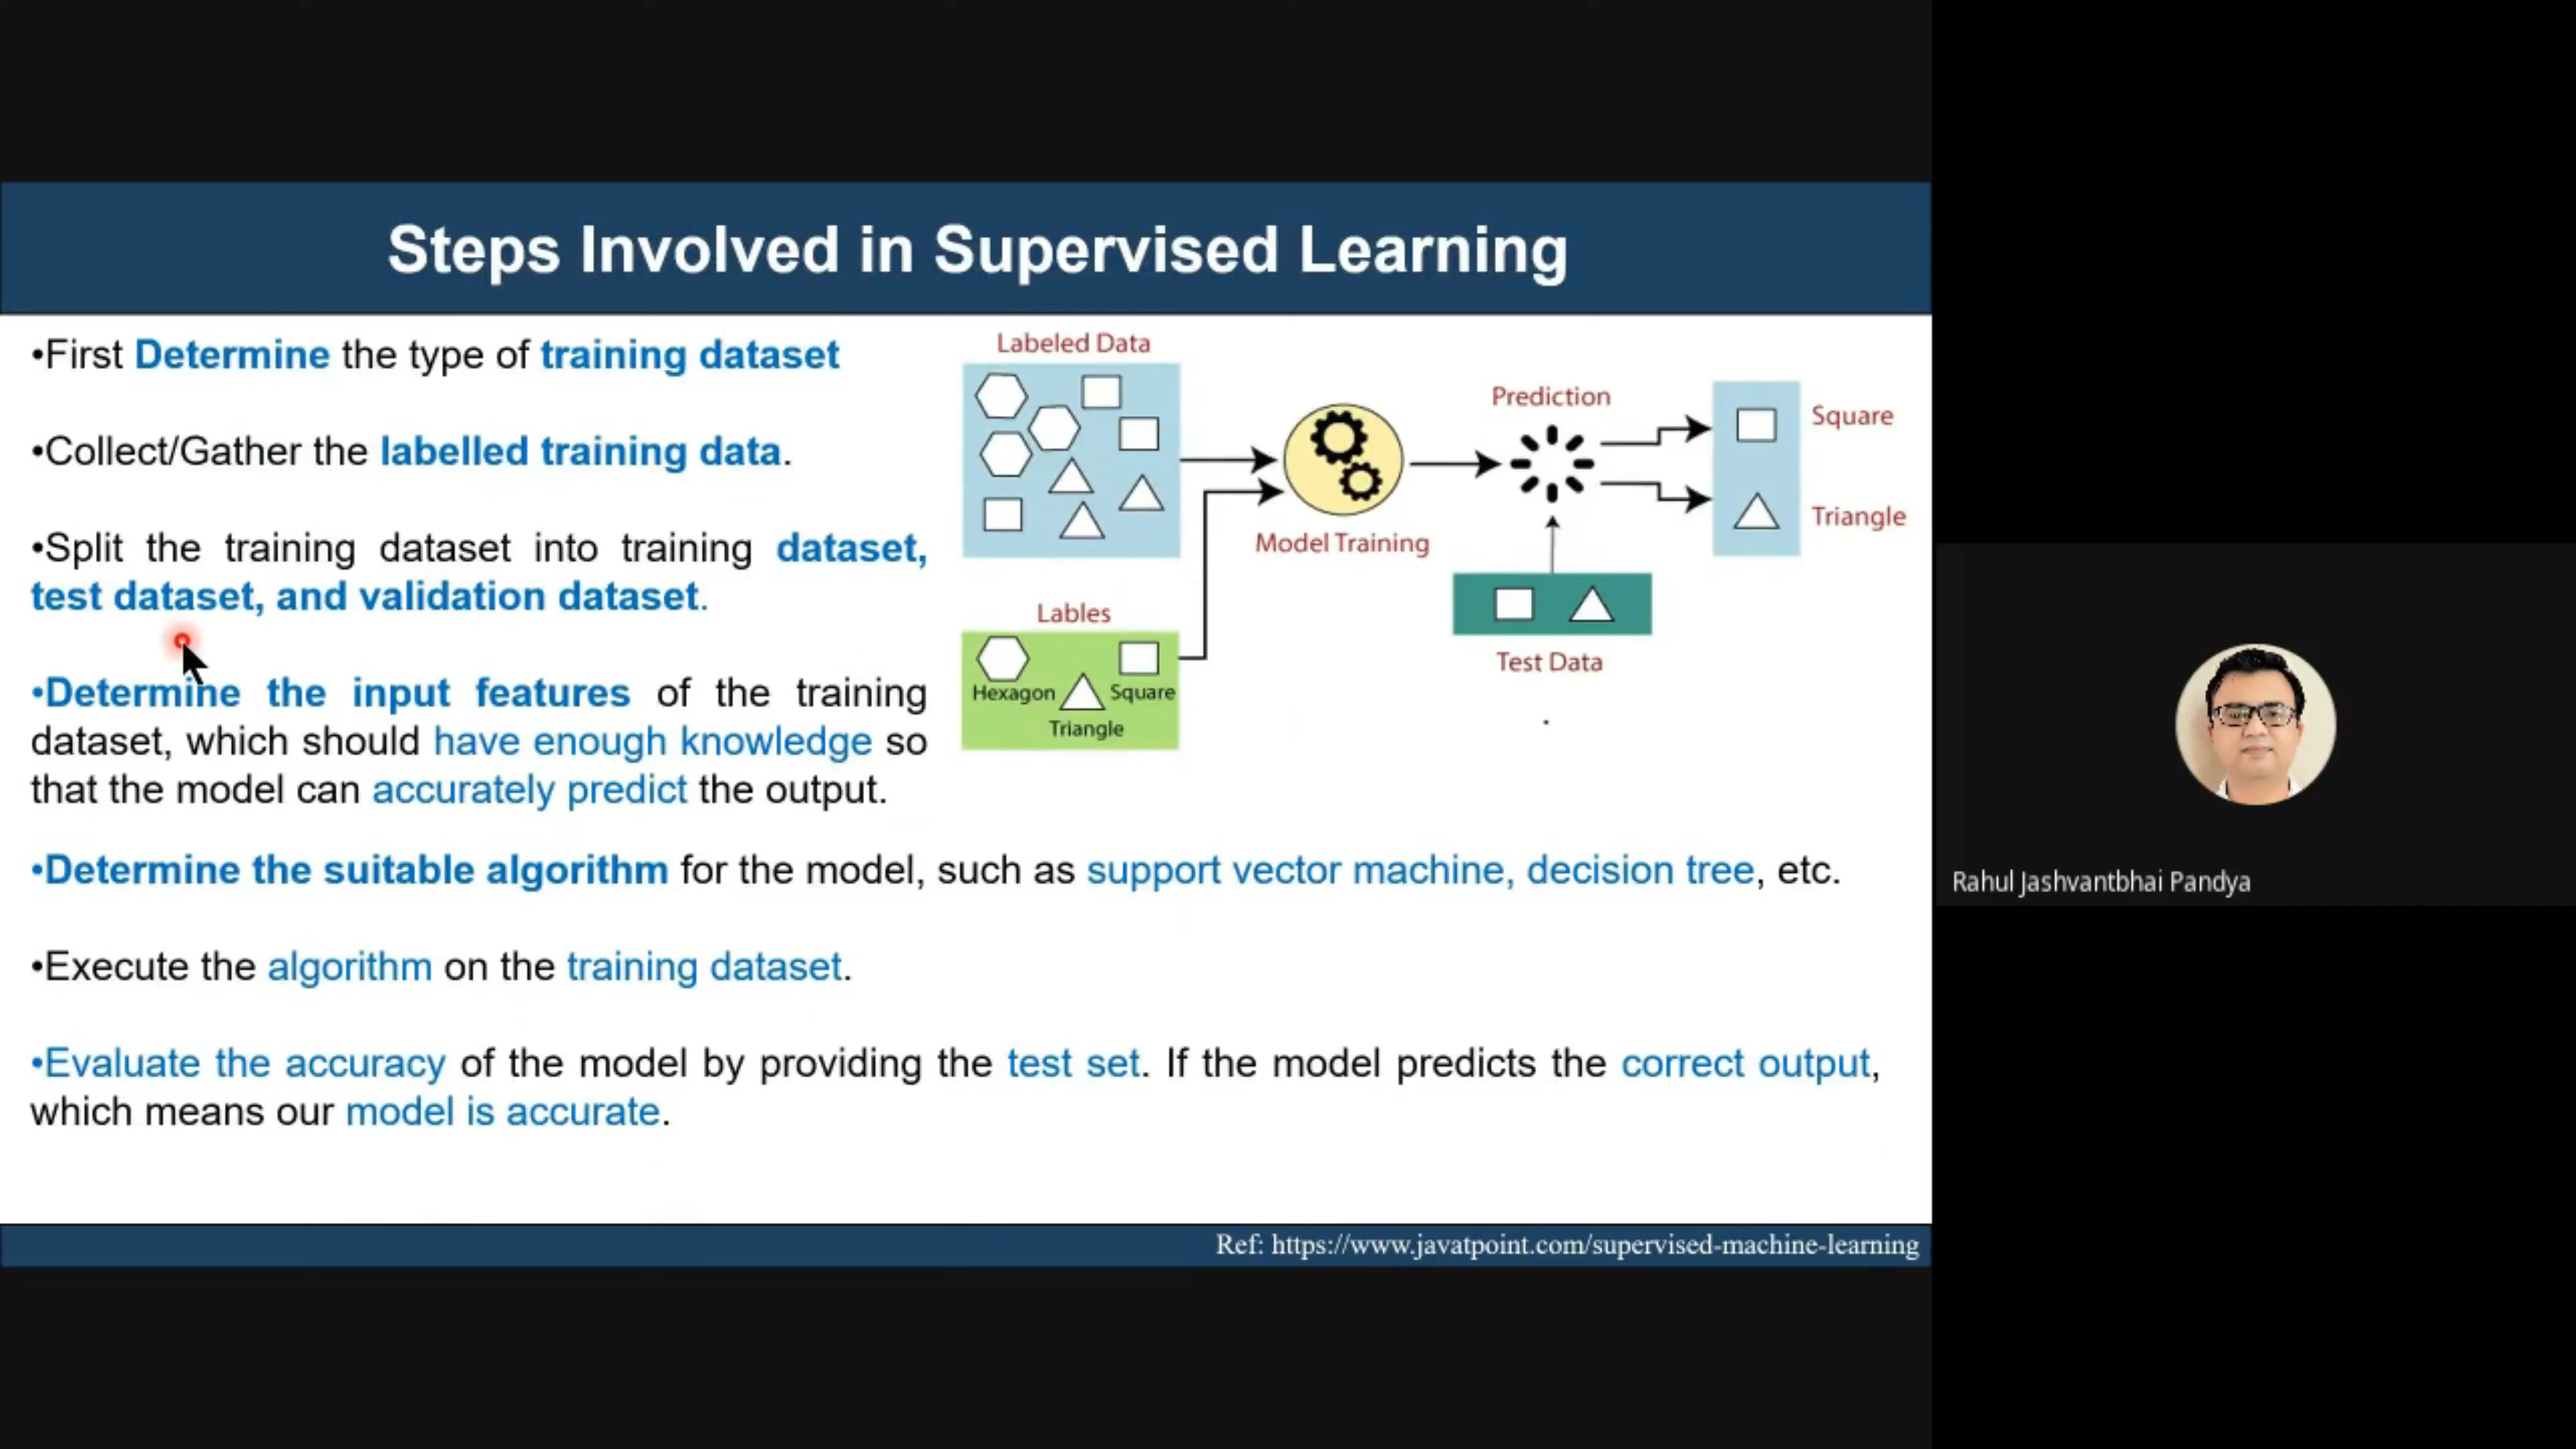 Steps Involved in Supervised Learning
•First Determine the type of training dataset
•Collect/Gather the labelled training data.
•Split the training dataset into training dataset,
test dataset, and validation dataset.
•Determine the input features of the training
dataset, which should have enough knowledge so
that the model can accurately predict the output.
Labeled Data
Lables
Hexagon
Square
Triangle
Model Training
Prediction
Test Data
Square
Triangle
•Determine the suitable algorithm for the model, such as support vector machine, decision tree, etc.
•Execute the algorithm on the training dataset.
•Evaluate the accuracy of the model by providing the test set. If the model predicts the correct output,
which means our model is accurate.
Ref: https://www.javatpoint.com/supervised-machine-learning
Rahul Jashvantbhai Pandya